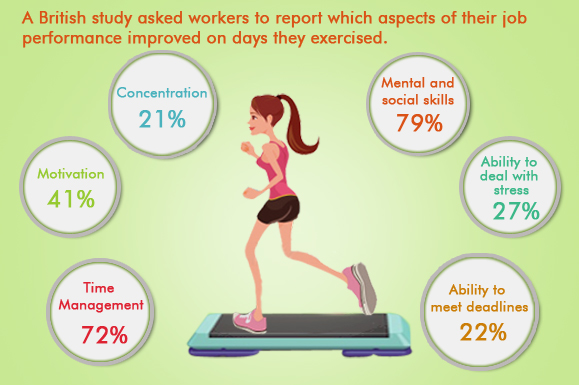 A British study asked workers to report which aspects of their job
performance improved on days they exercised.
Concentration
21%
Mental and
social skills
79%
Motivation
41%
Ability to
deal with
stress
27%
Time
Management
72%
Ability to
meet deadlines
22%